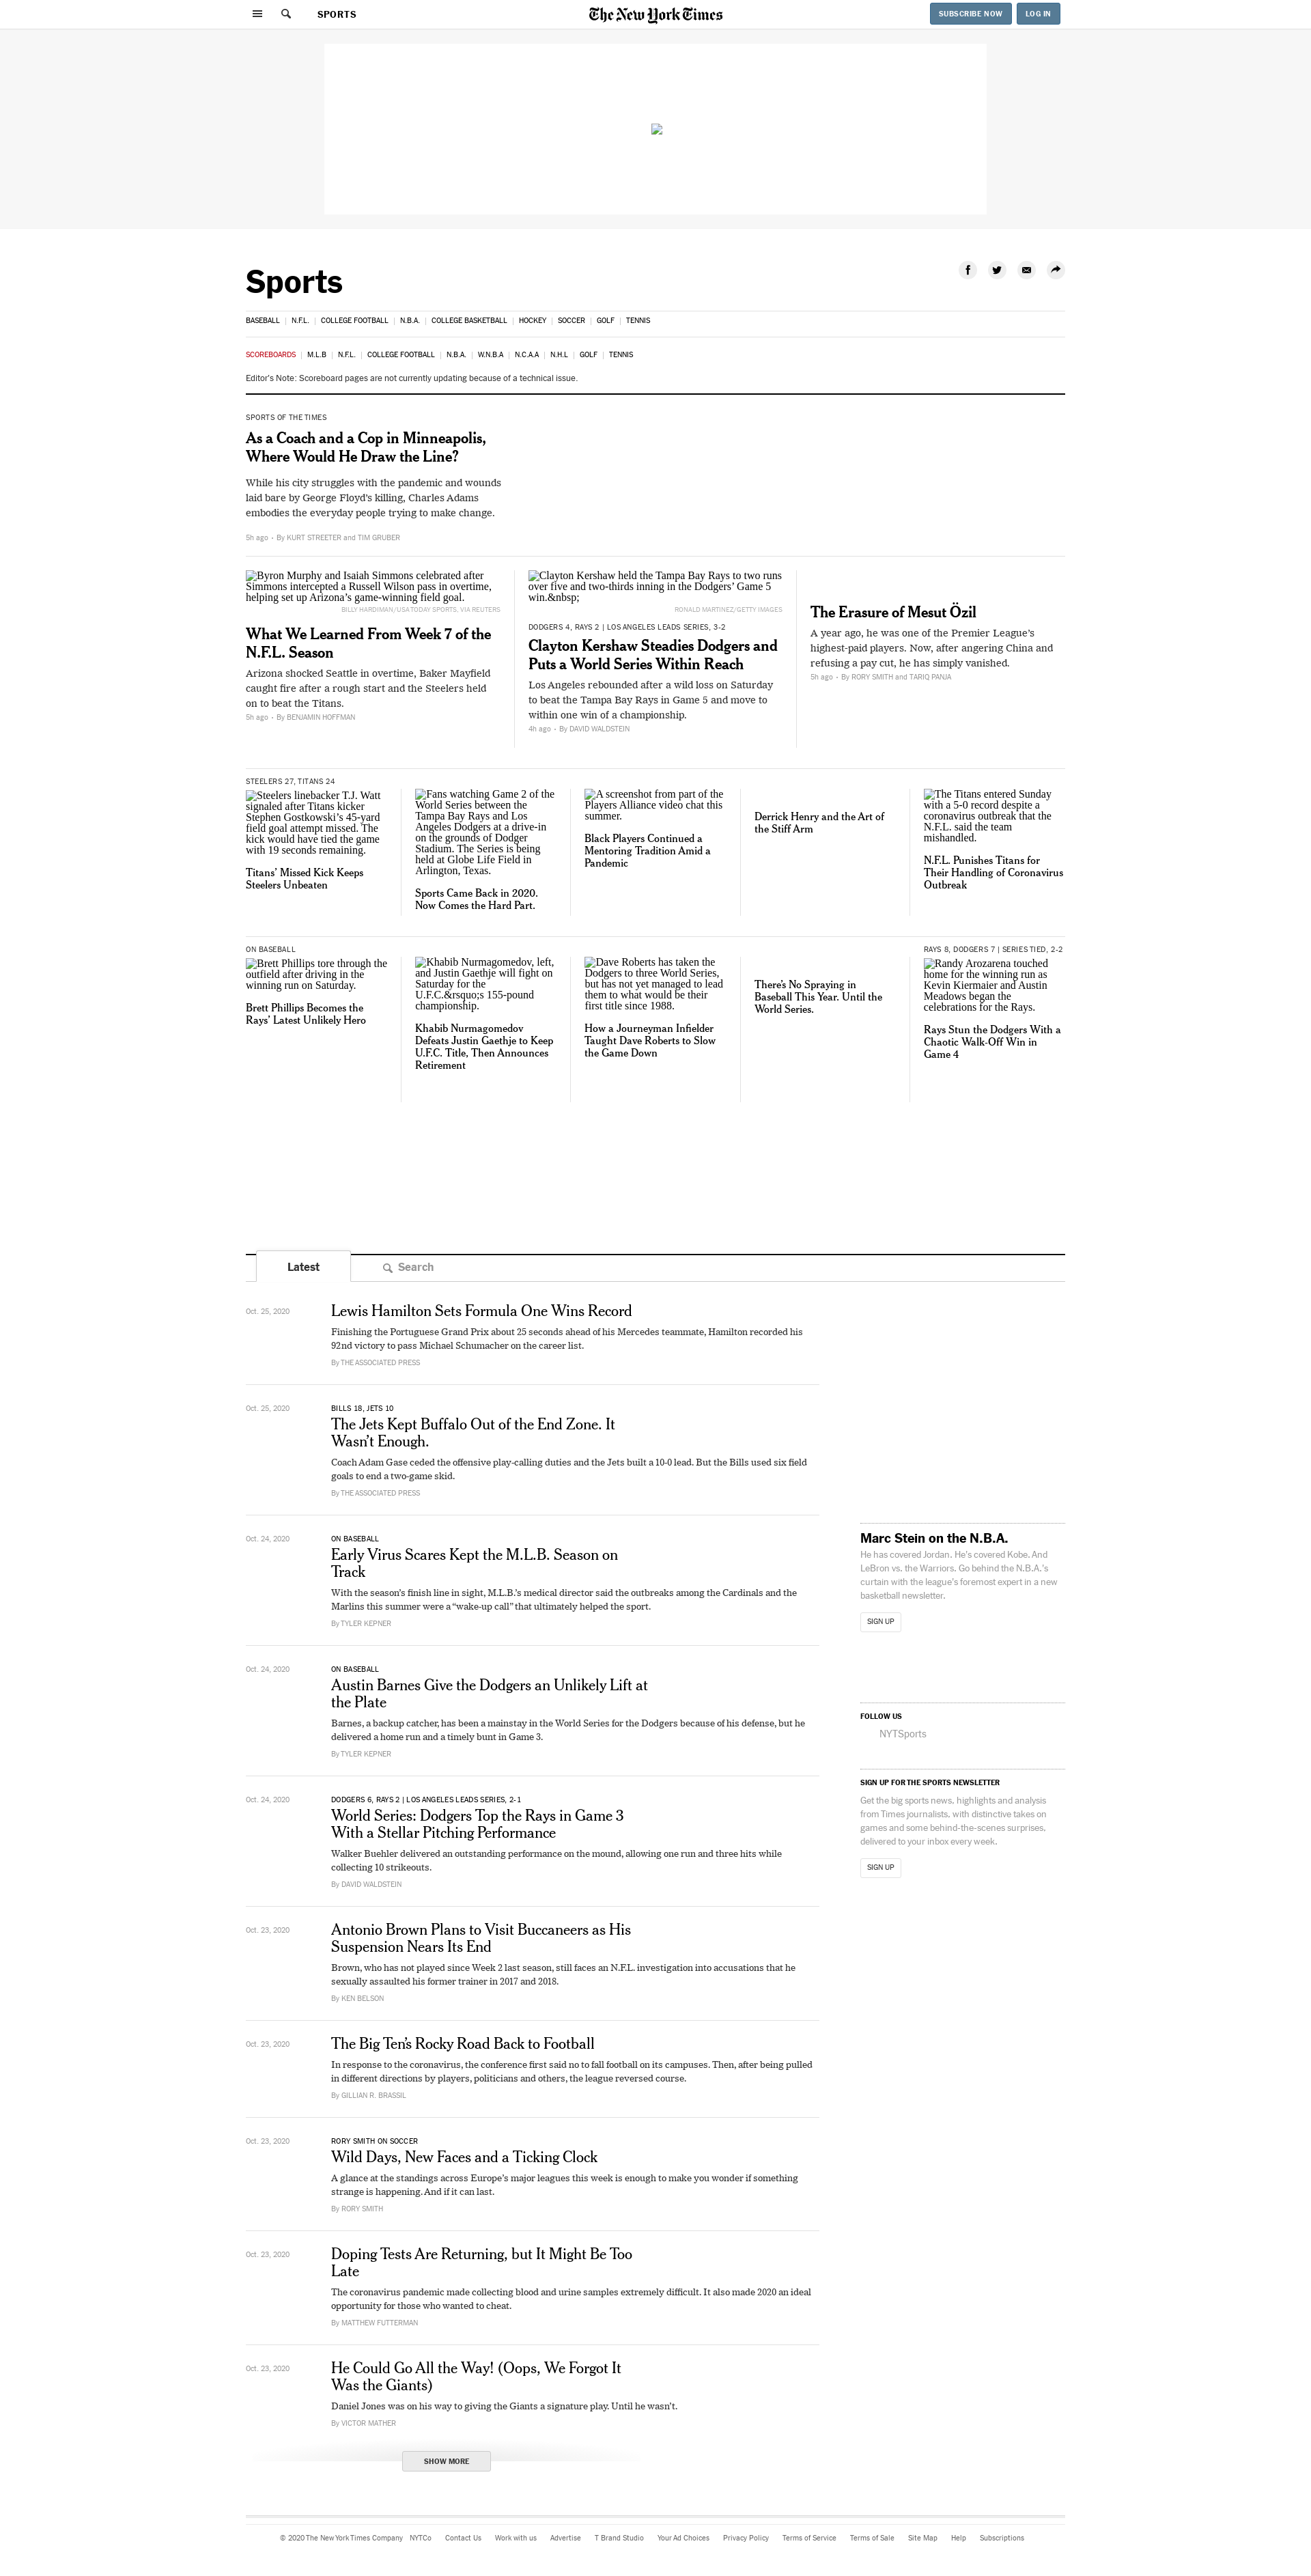 SPORTS
The New York Times
SUBSCRIBE NOW
LOG IN
Sports
BASEBALL | N.F.L. | COLLEGE FOOTBALL | N.B.A. | COLLEGE BASKETBALL | HOCKEY | SOCCER | GOLF | TENNIS
SCOREBOARDS | M.L.B | N.F.L. | COLLEGE FOOTBALL | N.B.A. | W.N.B.A | N.C.A.A | N.H.L | GOLF | TENNIS
Editor's Note: Scoreboard pages are not currently updating because of a technical issue.
SPORTS OF THE TIMES
As a Coach and a Cop in Minneapolis,
Where Would He Draw the Line?
While his city struggles with the pandemic and wounds
laid bare by George Floyd's killing, Charles Adams
embodies the everyday people trying to make change.
5h ago • By KURT STREETER and TIM GRUBER
Byron Murphy and Isaiah Simmons celebrated after
Simmons intercepted a Russell Wilson pass in overtime,
helping set up Arizona's game-winning field goal.
BILLY HARDIMAN/USA TODAY SPORTS, VIA REUTERS
What We Learned From Week 7 of the
N.F.L. Season
Arizona shocked Seattle in overtime, Baker Mayfield
caught fire after a rough start and the Steelers held
on to beat the Titans.
5h ago • By BENJAMIN HOFFMAN
Clayton Kershaw held the Tampa Bay Rays to two runs
over five and two-thirds inning in the Dodgers' Game 5
win.&nbsp;
RONALD MARTINEZ/GETTY IMAGES
DODGERS 4, RAYS 2 | LOS ANGELES LEADS SERIES, 3-2
Clayton Kershaw Steadies Dodgers and
Puts a World Series Within Reach
Los Angeles rebounded after a wild loss on Saturday
to beat the Tampa Bay Rays in Game 5 and move to
within one win of a championship.
4h ago • By DAVID WALDSTEIN
The Erasure of Mesut Özil
A year ago, he was one of the Premier League's
highest-paid players. Now, after angering China and
refusing a pay cut, he has simply vanished.
5h ago • By RORY SMITH and TARIQ PANJA
STEELERS 27, TITANS 24
Steelers linebacker T.J. Watt
signaled after Titans kicker
Stephen Gostkowski's 45-yard
field goal attempt missed. The
kick would have tied the game
with 19 seconds remaining.
Titans' Missed Kick Keeps
Steelers Unbeaten
Fans watching Game 2 of the
World Series between the
Tampa Bay Rays and Los
Angeles Dodgers at a drive-in
on the grounds of Dodger
Stadium. The Series is being
held at Globe Life Field in
Arlington, Texas.
Sports Came Back in 2020.
Now Comes the Hard Part.
A screenshot from part of the
Players Alliance video chat this
summer.
Black Players Continued a
Mentoring Tradition Amid a
Pandemic
Derrick Henry and the Art of
the Stiff Arm
The Titans entered Sunday
with a 5-0 record despite a
coronavirus outbreak that the
N.F.L. said the team
mishandled.
N.F.L. Punishes Titans for
Their Handling of Coronavirus
Outbreak
ON BASEBALL
Brett Phillips tore through the
outfield after driving in the
winning run on Saturday.
Brett Phillips Becomes the
Rays' Latest Unlikely Hero
Khabib Nurmagomedov, left,
and Justin Gaethje will fight on
Saturday for the
U.F.C.&rsquo;s 155-pound
championship.
Khabib Nurmagomedov
Defeats Justin Gaethje to Keep
U.F.C. Title, Then Announces
Retirement
Dave Roberts has taken the
Dodgers to three World Series,
but has not yet managed to lead
them to what would be their
first title since 1988.
How a Journeyman Infielder
Taught Dave Roberts to Slow
the Game Down
There's No Spraying in
Baseball This Year. Until the
World Series.
RAYS 8, DODGERS 7 | SERIES TIED, 2-2
Randy Arozarena touched
home for the winning run as
Kevin Kiermaier and Austin
Meadows began the
celebrations for the Rays.
Rays Stun the Dodgers With a
Chaotic Walk-Off Win in
Game 4
Latest
Search
Oct. 25, 2020
Lewis Hamilton Sets Formula One Wins Record
Finishing the Portuguese Grand Prix about 25 seconds ahead of his Mercedes teammate, Hamilton recorded his
92nd victory to pass Michael Schumacher on the career list.
By THE ASSOCIATED PRESS
Oct. 25, 2020
BILLS 18, JETS 10
The Jets Kept Buffalo Out of the End Zone. It
Wasn't Enough.
Coach Adam Gase ceded the offensive play-calling duties and the Jets built a 10-0 lead. But the Bills used six field
goals to end a two-game skid.
By THE ASSOCIATED PRESS
Oct. 24, 2020
ON BASEBALL
Early Virus Scares Kept the M.L.B. Season on
Track
With the season's finish line in sight, M.L.B.'s medical director said the outbreaks among the Cardinals and the
Marlins this summer were a “wake-up call” that ultimately helped the sport.
By TYLER KEPNER
Oct. 24, 2020
ON BASEBALL
Austin Barnes Give the Dodgers an Unlikely Lift at
the Plate
Barnes, a backup catcher, has been a mainstay in the World Series for the Dodgers because of his defense, but he
delivered a home run and a timely bunt in Game 3.
By TYLER KEPNER
Oct. 24, 2020
DODGERS 6, RAYS 2 | LOS ANGELES LEADS SERIES, 2-1
World Series: Dodgers Top the Rays in Game 3
With a Stellar Pitching Performance
Walker Buehler delivered an outstanding performance on the mound, allowing one run and three hits while
collecting 10 strikeouts.
By DAVID WALDSTEIN
Oct. 23, 2020
Antonio Brown Plans to Visit Buccaneers as His
Suspension Nears Its End
Brown, who has not played since Week 2 last season, still faces an N.F.L. investigation into accusations that he
sexually assaulted his former trainer in 2017 and 2018.
By KEN BELSON
Oct. 23, 2020
The Big Ten's Rocky Road Back to Football
In response to the coronavirus, the conference first said no to fall football on its campuses. Then, after being pulled
in different directions by players, politicians and others, the league reversed course.
By GILLIAN R. BRASSIL
Oct. 23, 2020
RORY SMITH ON SOCCER
Wild Days, New Faces and a Ticking Clock
A glance at the standings across Europe's major leagues this week is enough to make you wonder if something
strange is happening. And if it can last.
By RORY SMITH
Oct. 23, 2020
Doping Tests Are Returning, but It Might Be Too
Late
The coronavirus pandemic made collecting blood and urine samples extremely difficult. It also made 2020 an ideal
opportunity for those who wanted to cheat.
By MATTHEW FUTTERMAN
Oct. 23, 2020
He Could Go All the Way! (Oops, We Forgot It
Was the Giants)
Daniel Jones was on his way to giving the Giants a signature play. Until he wasn't.
By VICTOR MATHER
SHOW MORE
Marc Stein on the N.B.A.
He has covered Jordan. He's covered Kobe. And
LeBron vs. the Warriors. Go behind the N.B.A.'s
curtain with the league's foremost expert in a new
basketball newsletter.
SIGN UP
FOLLOW US
NYTSports
SIGN UP FOR THE SPORTS NEWSLETTER
Get the big sports news, highlights and analysis
from Times journalists, with distinctive takes on
games and some behind-the-scenes surprises,
delivered to your inbox every week.
SIGN UP
© 2020 The New York Times Company NYTCo Contact Us Work with us Advertise T Brand Studio Your Ad Choices Privacy Policy Terms of Service Terms of Sale Site Map Help Subscriptions